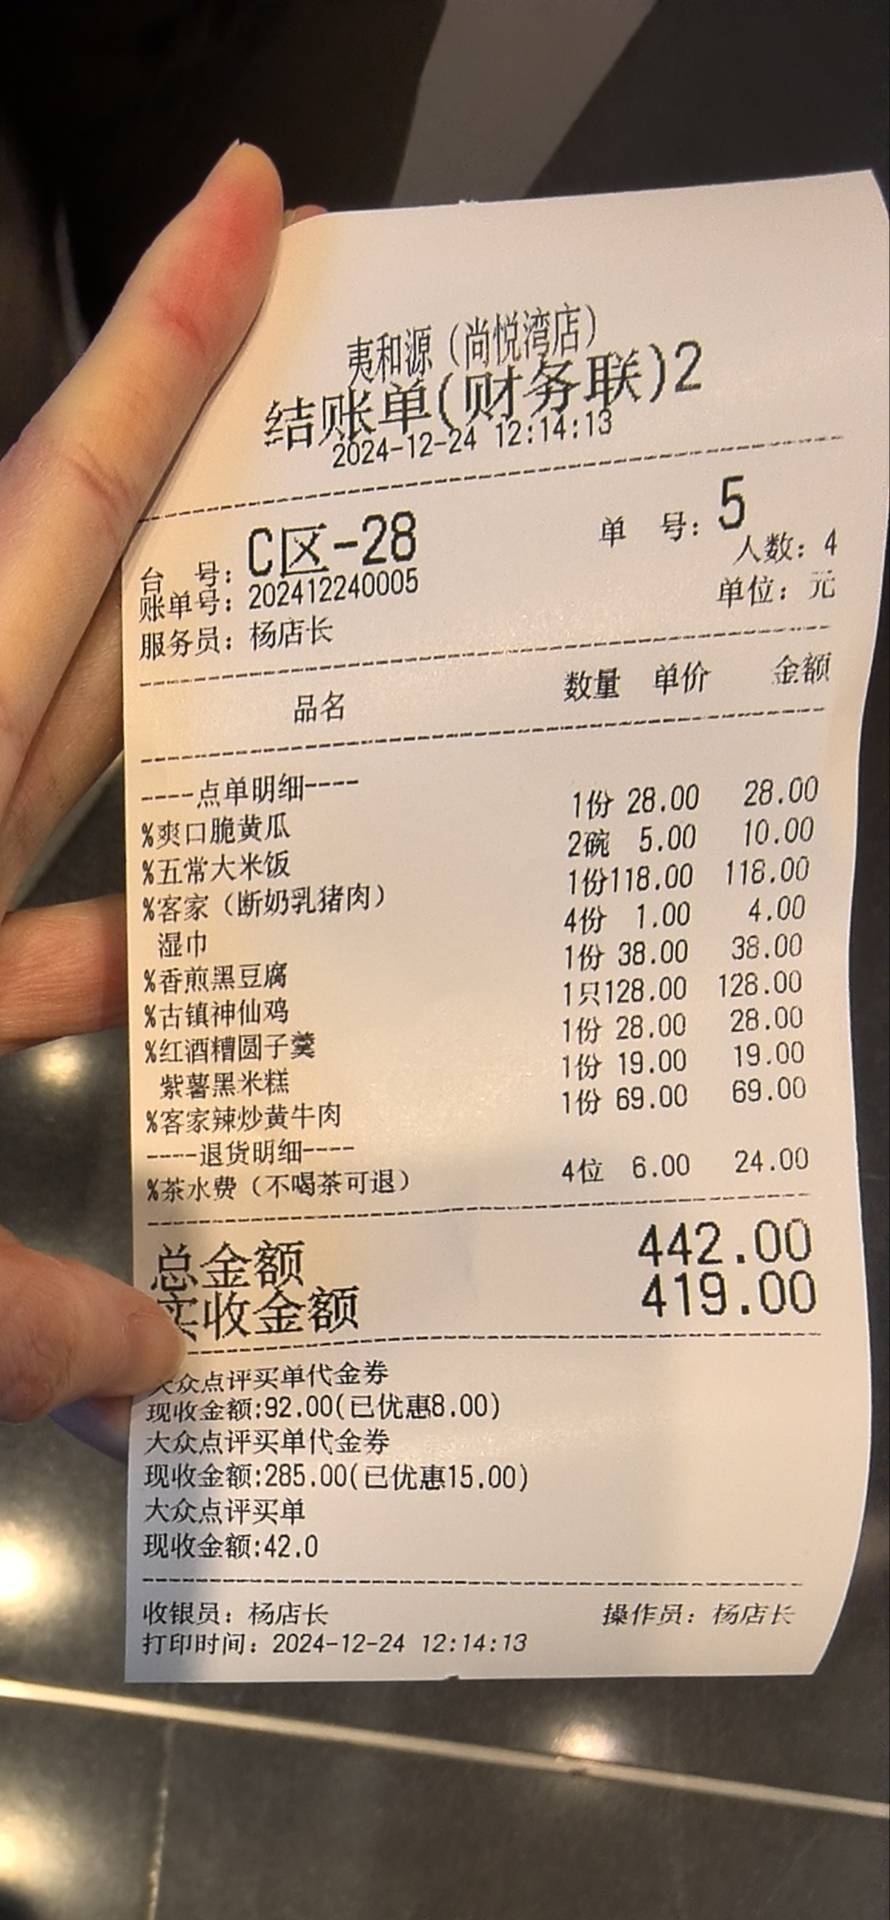 夷和源（尚悦湾店）
结账单(财务联)2
2024-12-24 12:14:13
台 号: C区-28 单 号: 5
人数: 4
账单号: 202412240005
单位: 元
服务员: 杨店长
品名 数量 单价 金额
----点单明细----
%爽口脆黄瓜 1份 28.00 28.00
%五常大米饭 2碗 5.00 10.00
%客家（断奶乳猪肉） 1份118.00 118.00
湿巾 4份 1.00 4.00
%香煎黑豆腐 1份 38.00 38.00
%古镇神仙鸡 1只128.00 128.00
%红酒糟圆子羹 1份 28.00 28.00
紫薯黑米糕 1份 19.00 19.00
%客家辣炒黄牛肉 1份 69.00 69.00
----退货明细----
%茶水费（不喝茶可退） 4位 6.00 24.00
总金额 442.00
实收金额 419.00
大众点评买单代金券
现收金额:92.00(已优惠8.00)
大众点评买单代金券
现收金额:285.00(已优惠15.00)
大众点评买单
现收金额:42.0
收银员: 杨店长 操作员: 杨店长
打印时间: 2024-12-24 12:14:13